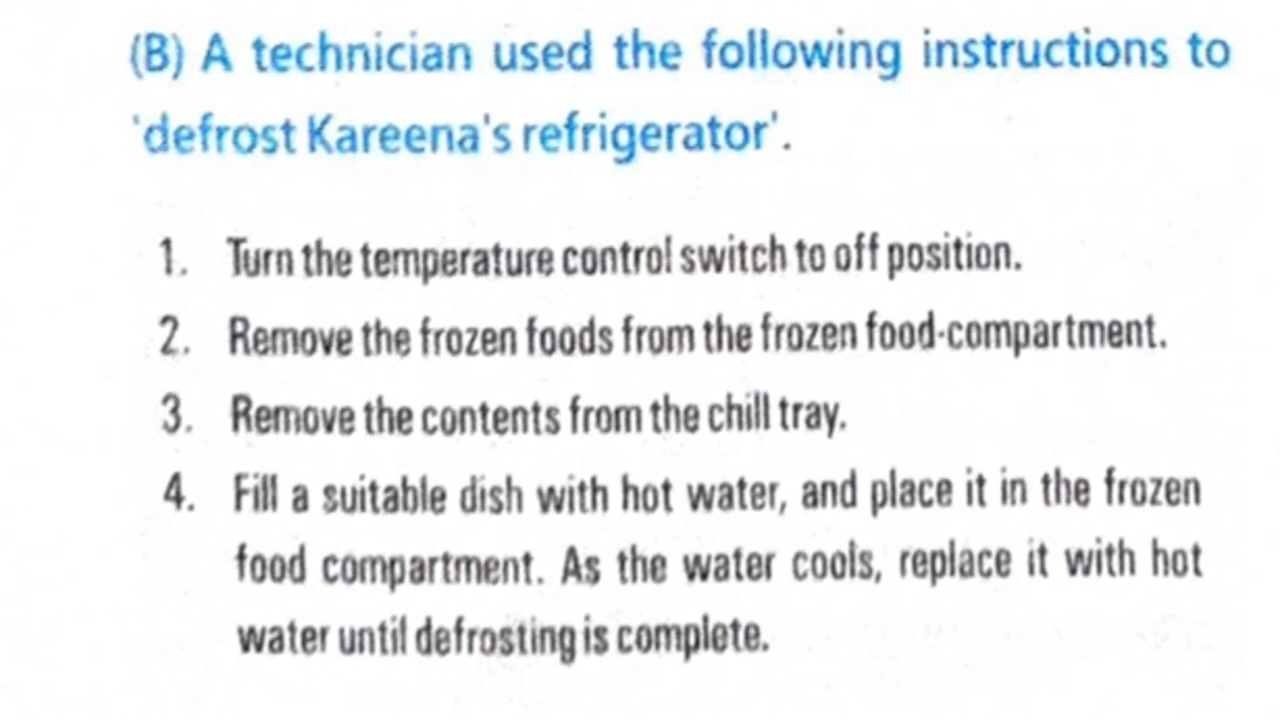 (B) A technician used the following instructions to
'defrost Kareena's refrigerator'.
1. Turn the temperature control switch to off position.
2. Remove the frozen foods from the frozen food-compartment.
3. Remove the contents from the chill tray.
4. Fill a suitable dish with hot water, and place it in the frozen
food compartment. As the water cools, replace it with hot
water until defrosting is complete.